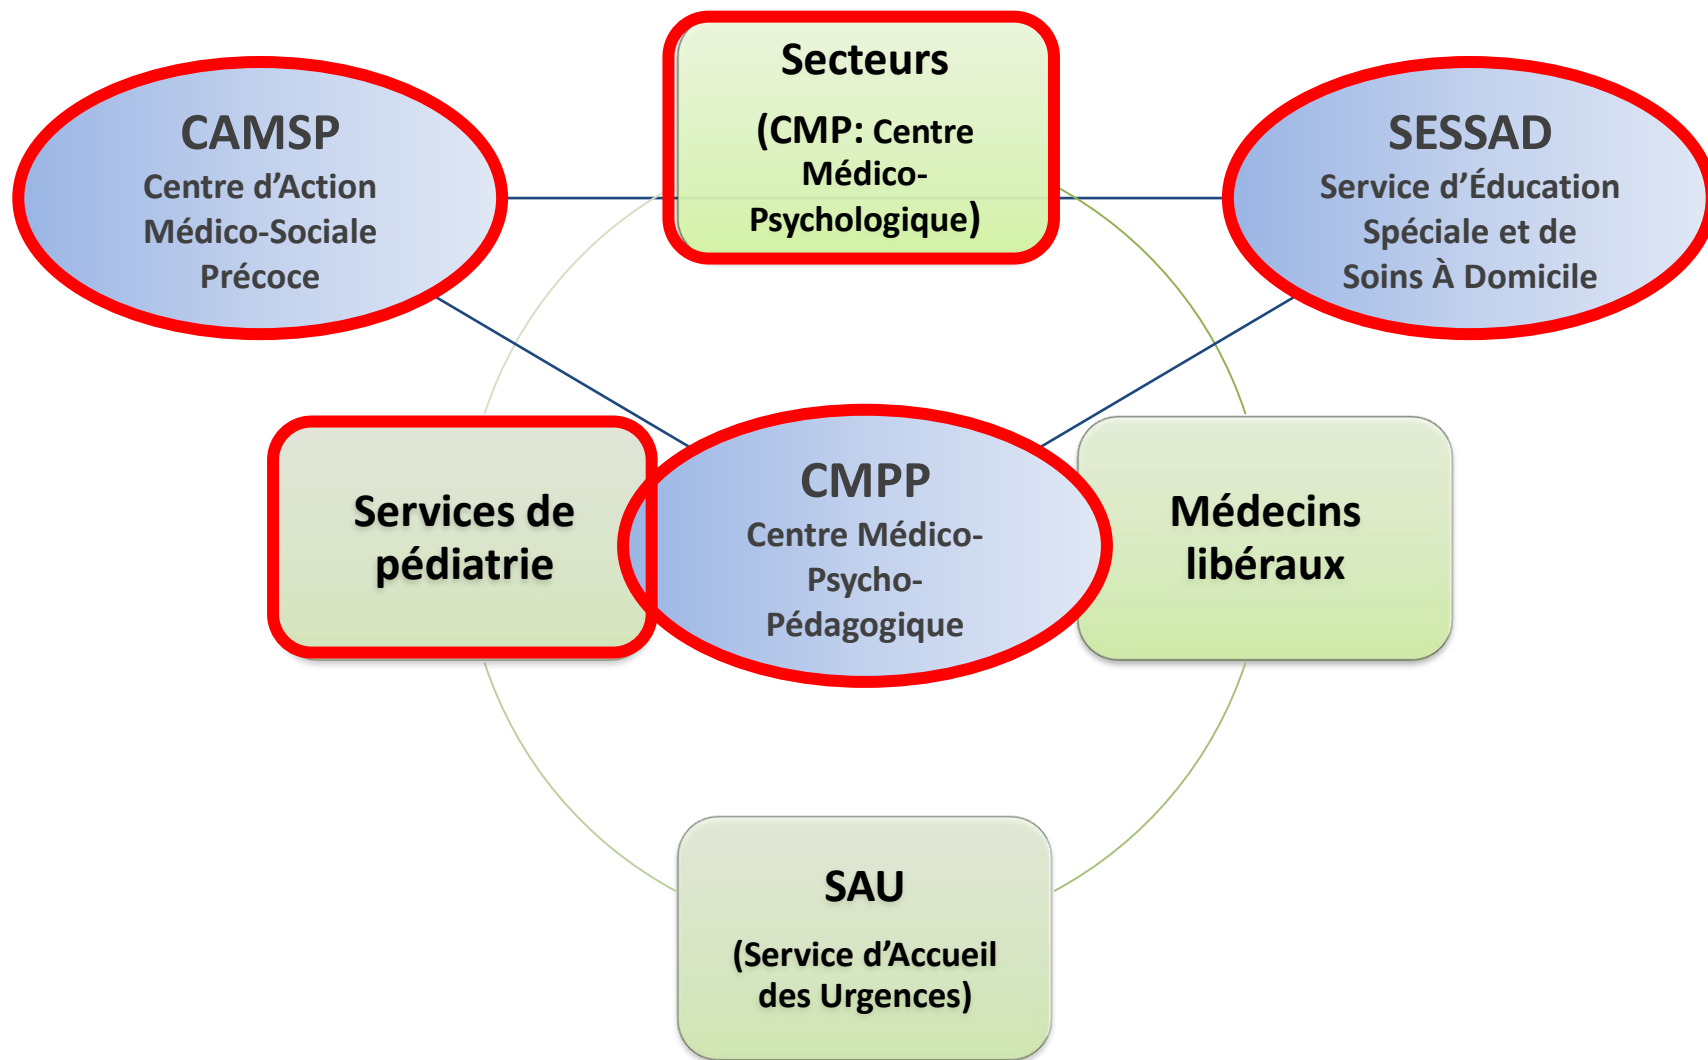 Secteurs
(CMP: Centre
Médico-
Psychologique)
CAMSP
Centre d’Action
Médico-Sociale
Précoce
SESSAD
Service d’Éducation
Spéciale et de
Soins À Domicile
Services de
pédiatrie
CMPP
Centre Médico-
Psycho-
Pédagogique
Médecins
libéraux
SAU
(Service d’Accueil
des Urgences)